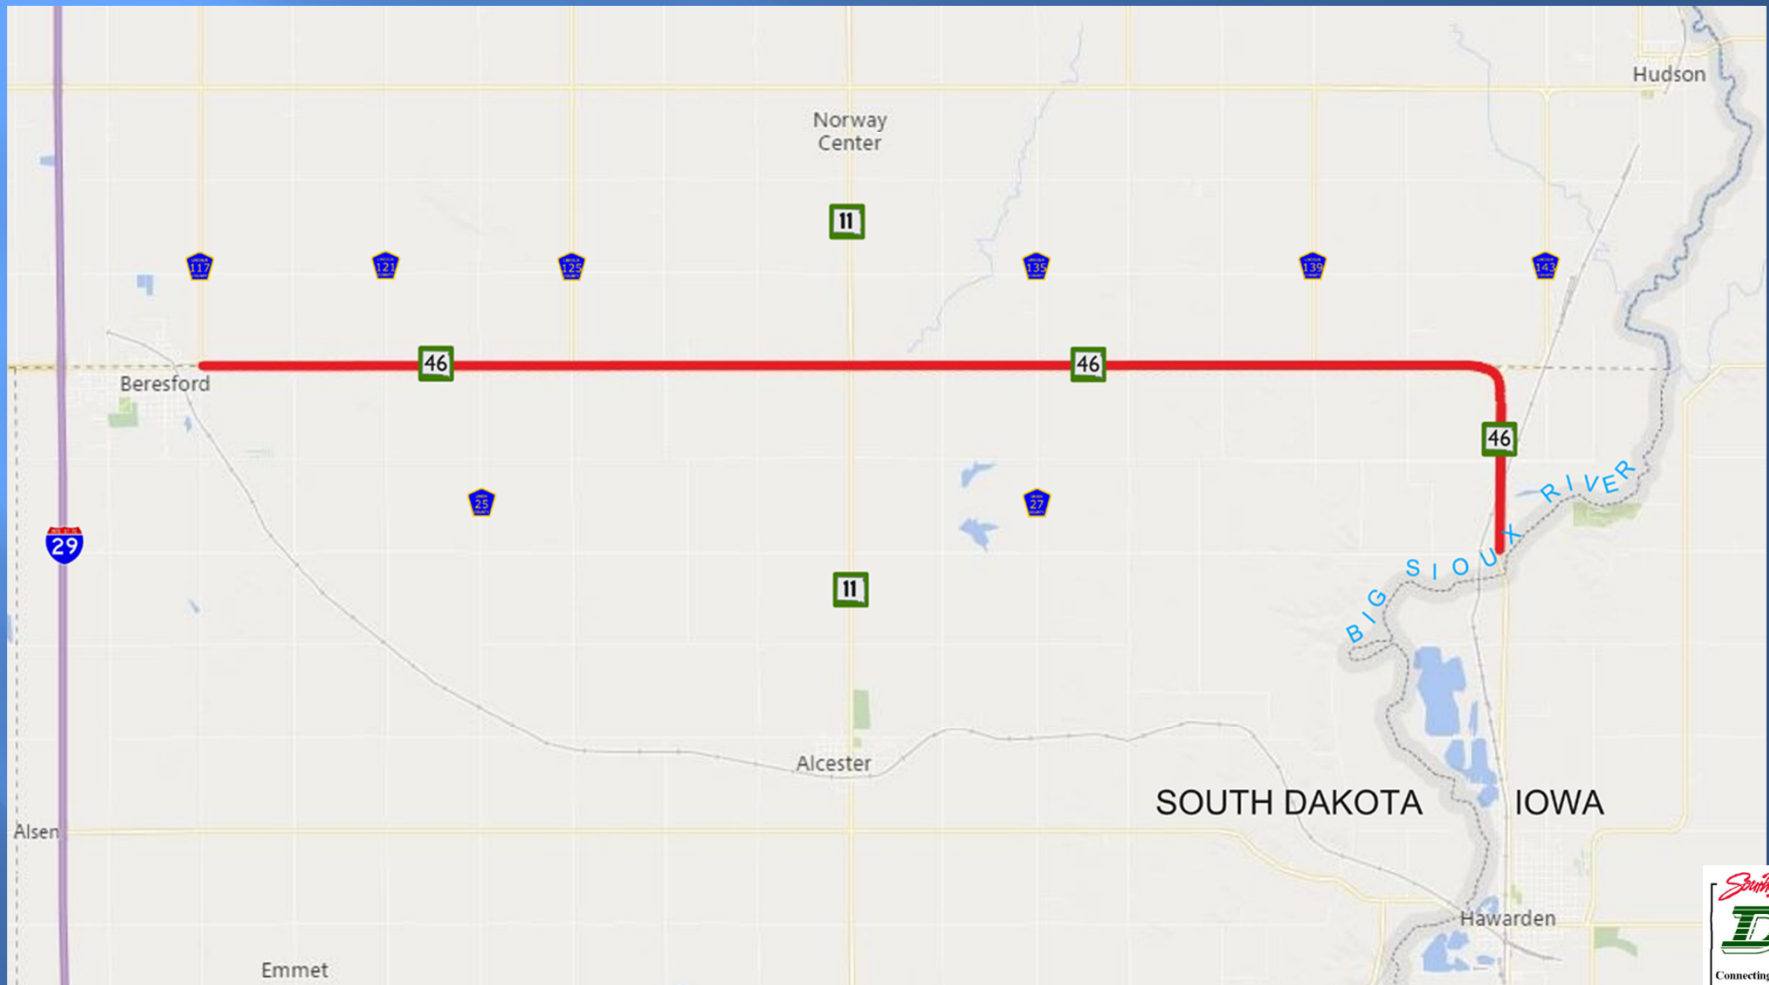 Hudson
Norway
Center
11
117
121
125
135
139
143
46
46
Beresford
46
RIVER
25
27
29
BIG SIOUX
11
Alcester
SOUTH DAKOTA
IOWA
Alsen
Hawarden
Emmet
Connecting